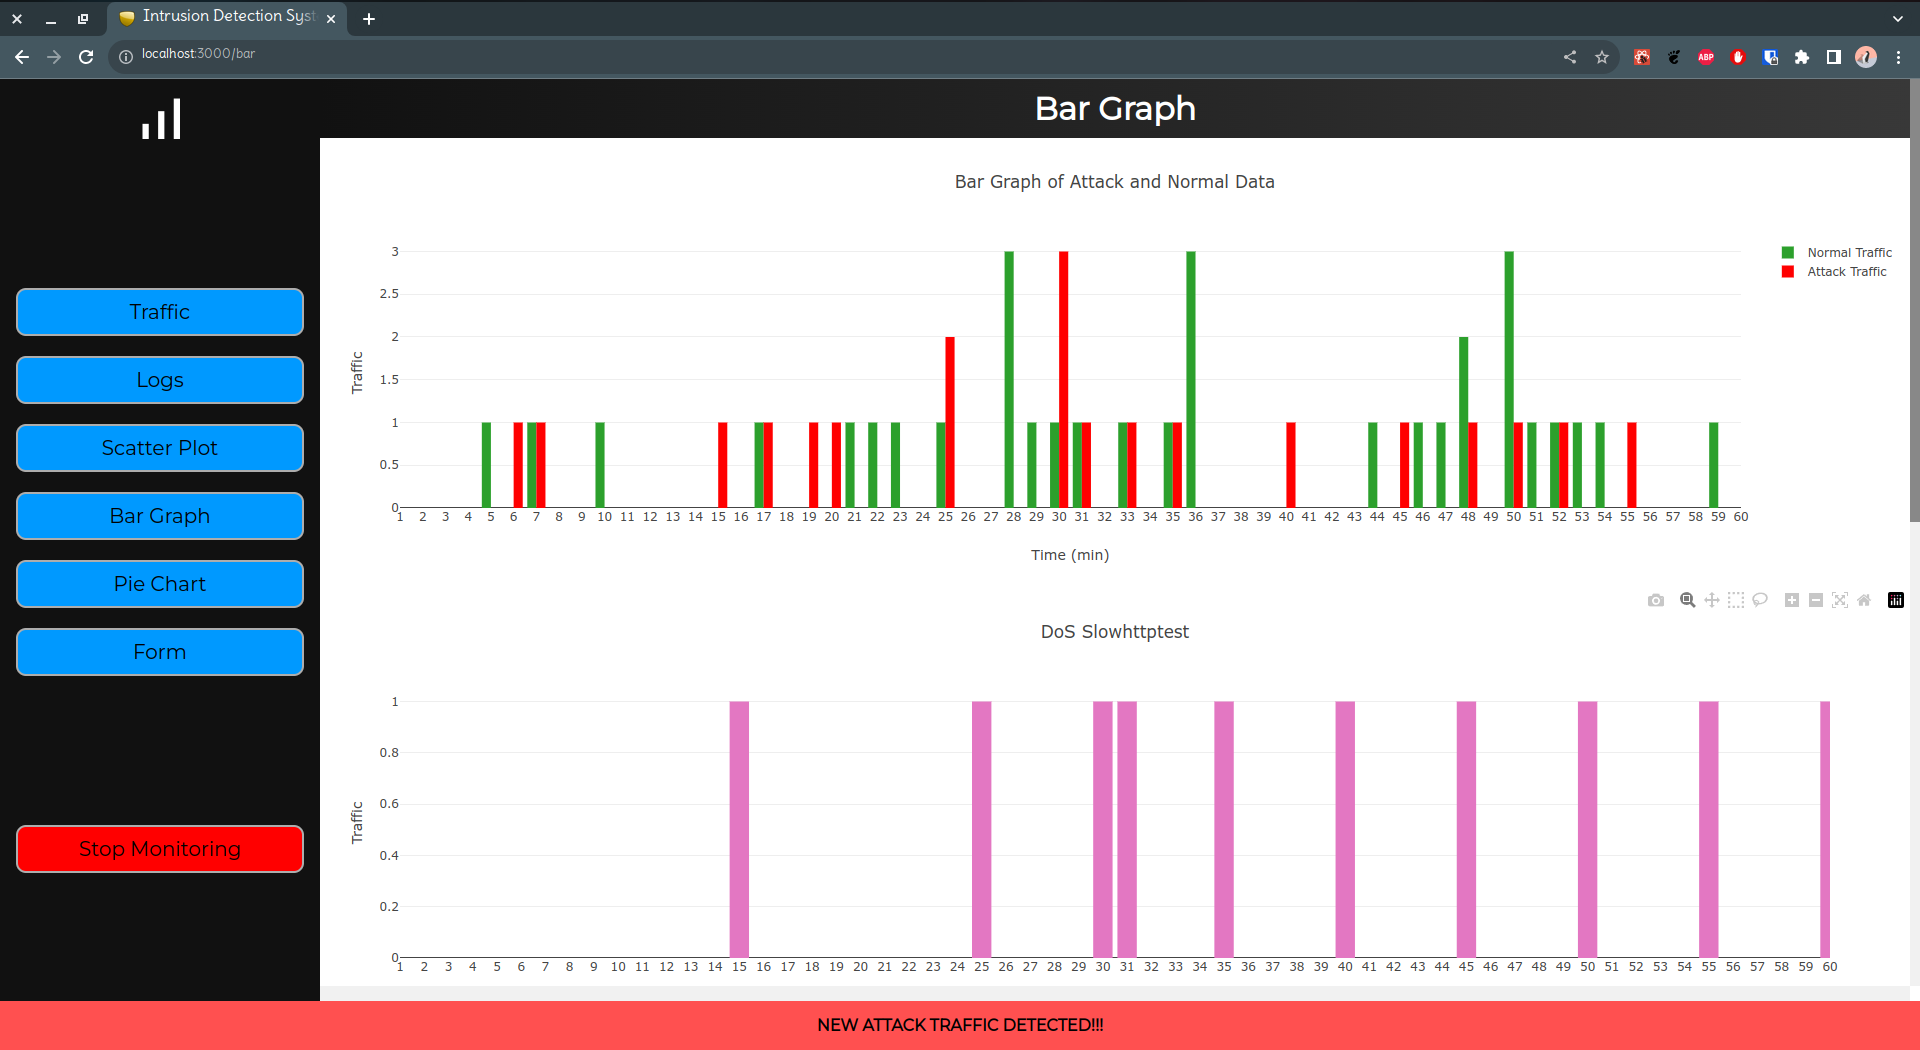 Intrusion Detection Syst
localhost:3000/bar
ABP
Bar Graph
Traffic
Logs
Scatter Plot
Bar Graph
Pie Chart
Form
Stop Monitoring
Bar Graph of Attack and Normal Data
Normal Traffic
Attack Traffic
3
2.5
2
1.5
1
0.5
0
Traffic
1 2 3 4 5 6 7 8 9 10 11 12 13 14 15 16 17 18 19 20 21 22 23 24 25 26 27 28 29 30 31 32 33 34 35 36 37 38 39 40 41 42 43 44 45 46 47 48 49 50 51 52 53 54 55 56 57 58 59 60
Time (min)
DoS Slowhttptest
1
0.8
0.6
0.4
0.2
0
Traffic
1 2 3 4 5 6 7 8 9 10 11 12 13 14 15 16 17 18 19 20 21 22 23 24 25 26 27 28 29 30 31 32 33 34 35 36 37 38 39 40 41 42 43 44 45 46 47 48 49 50 51 52 53 54 55 56 57 58 59 60
NEW ATTACK TRAFFIC DETECTED!!!